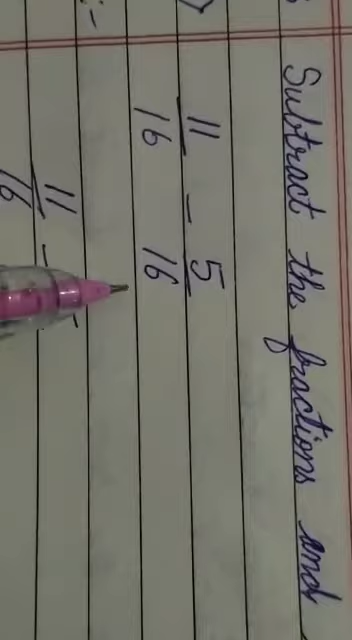 Subtract the fractions and
11/16 - 5/16
11/16 -